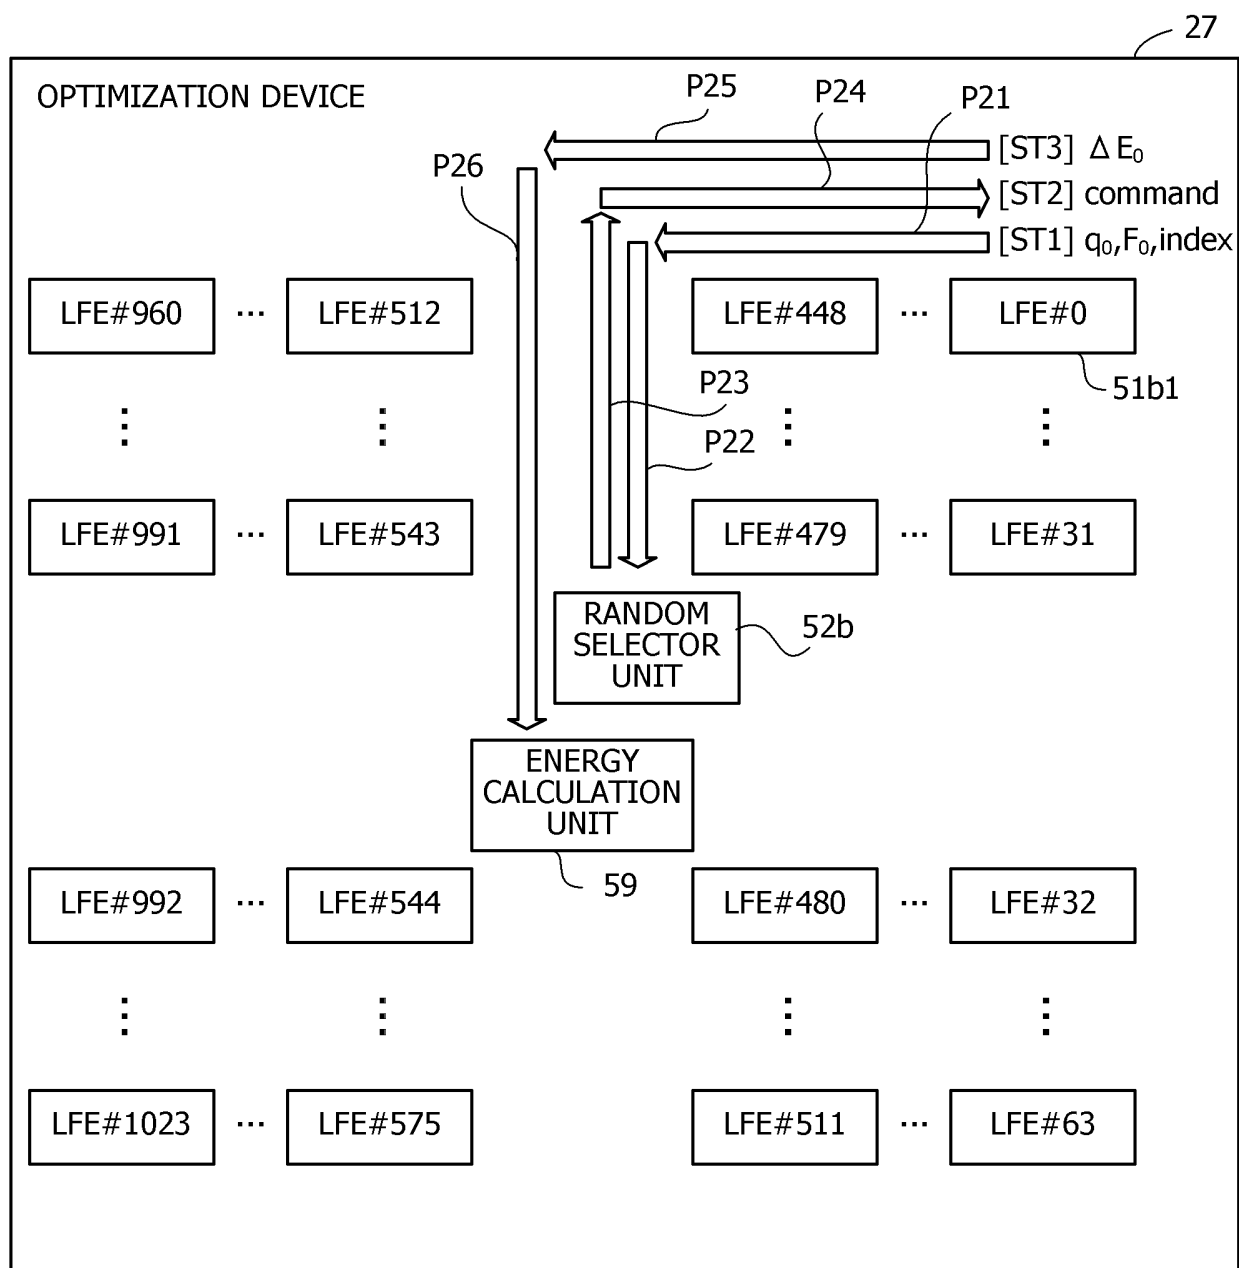 27
OPTIMIZATION DEVICE
P25
P24
P21
P26
[ST3] Δ E₀
[ST2] command
[ST1] q₀,F₀,index
LFE#960 ... LFE#512 LFE#448 ... LFE#0
51b1
P23
P22
LFE#991 ... LFE#543 LFE#479 ... LFE#31
RANDOM
SELECTOR
UNIT
52b
ENERGY
CALCULATION
UNIT
59
LFE#992 ... LFE#544 LFE#480 ... LFE#32
LFE#1023 ... LFE#575 LFE#511 ... LFE#63